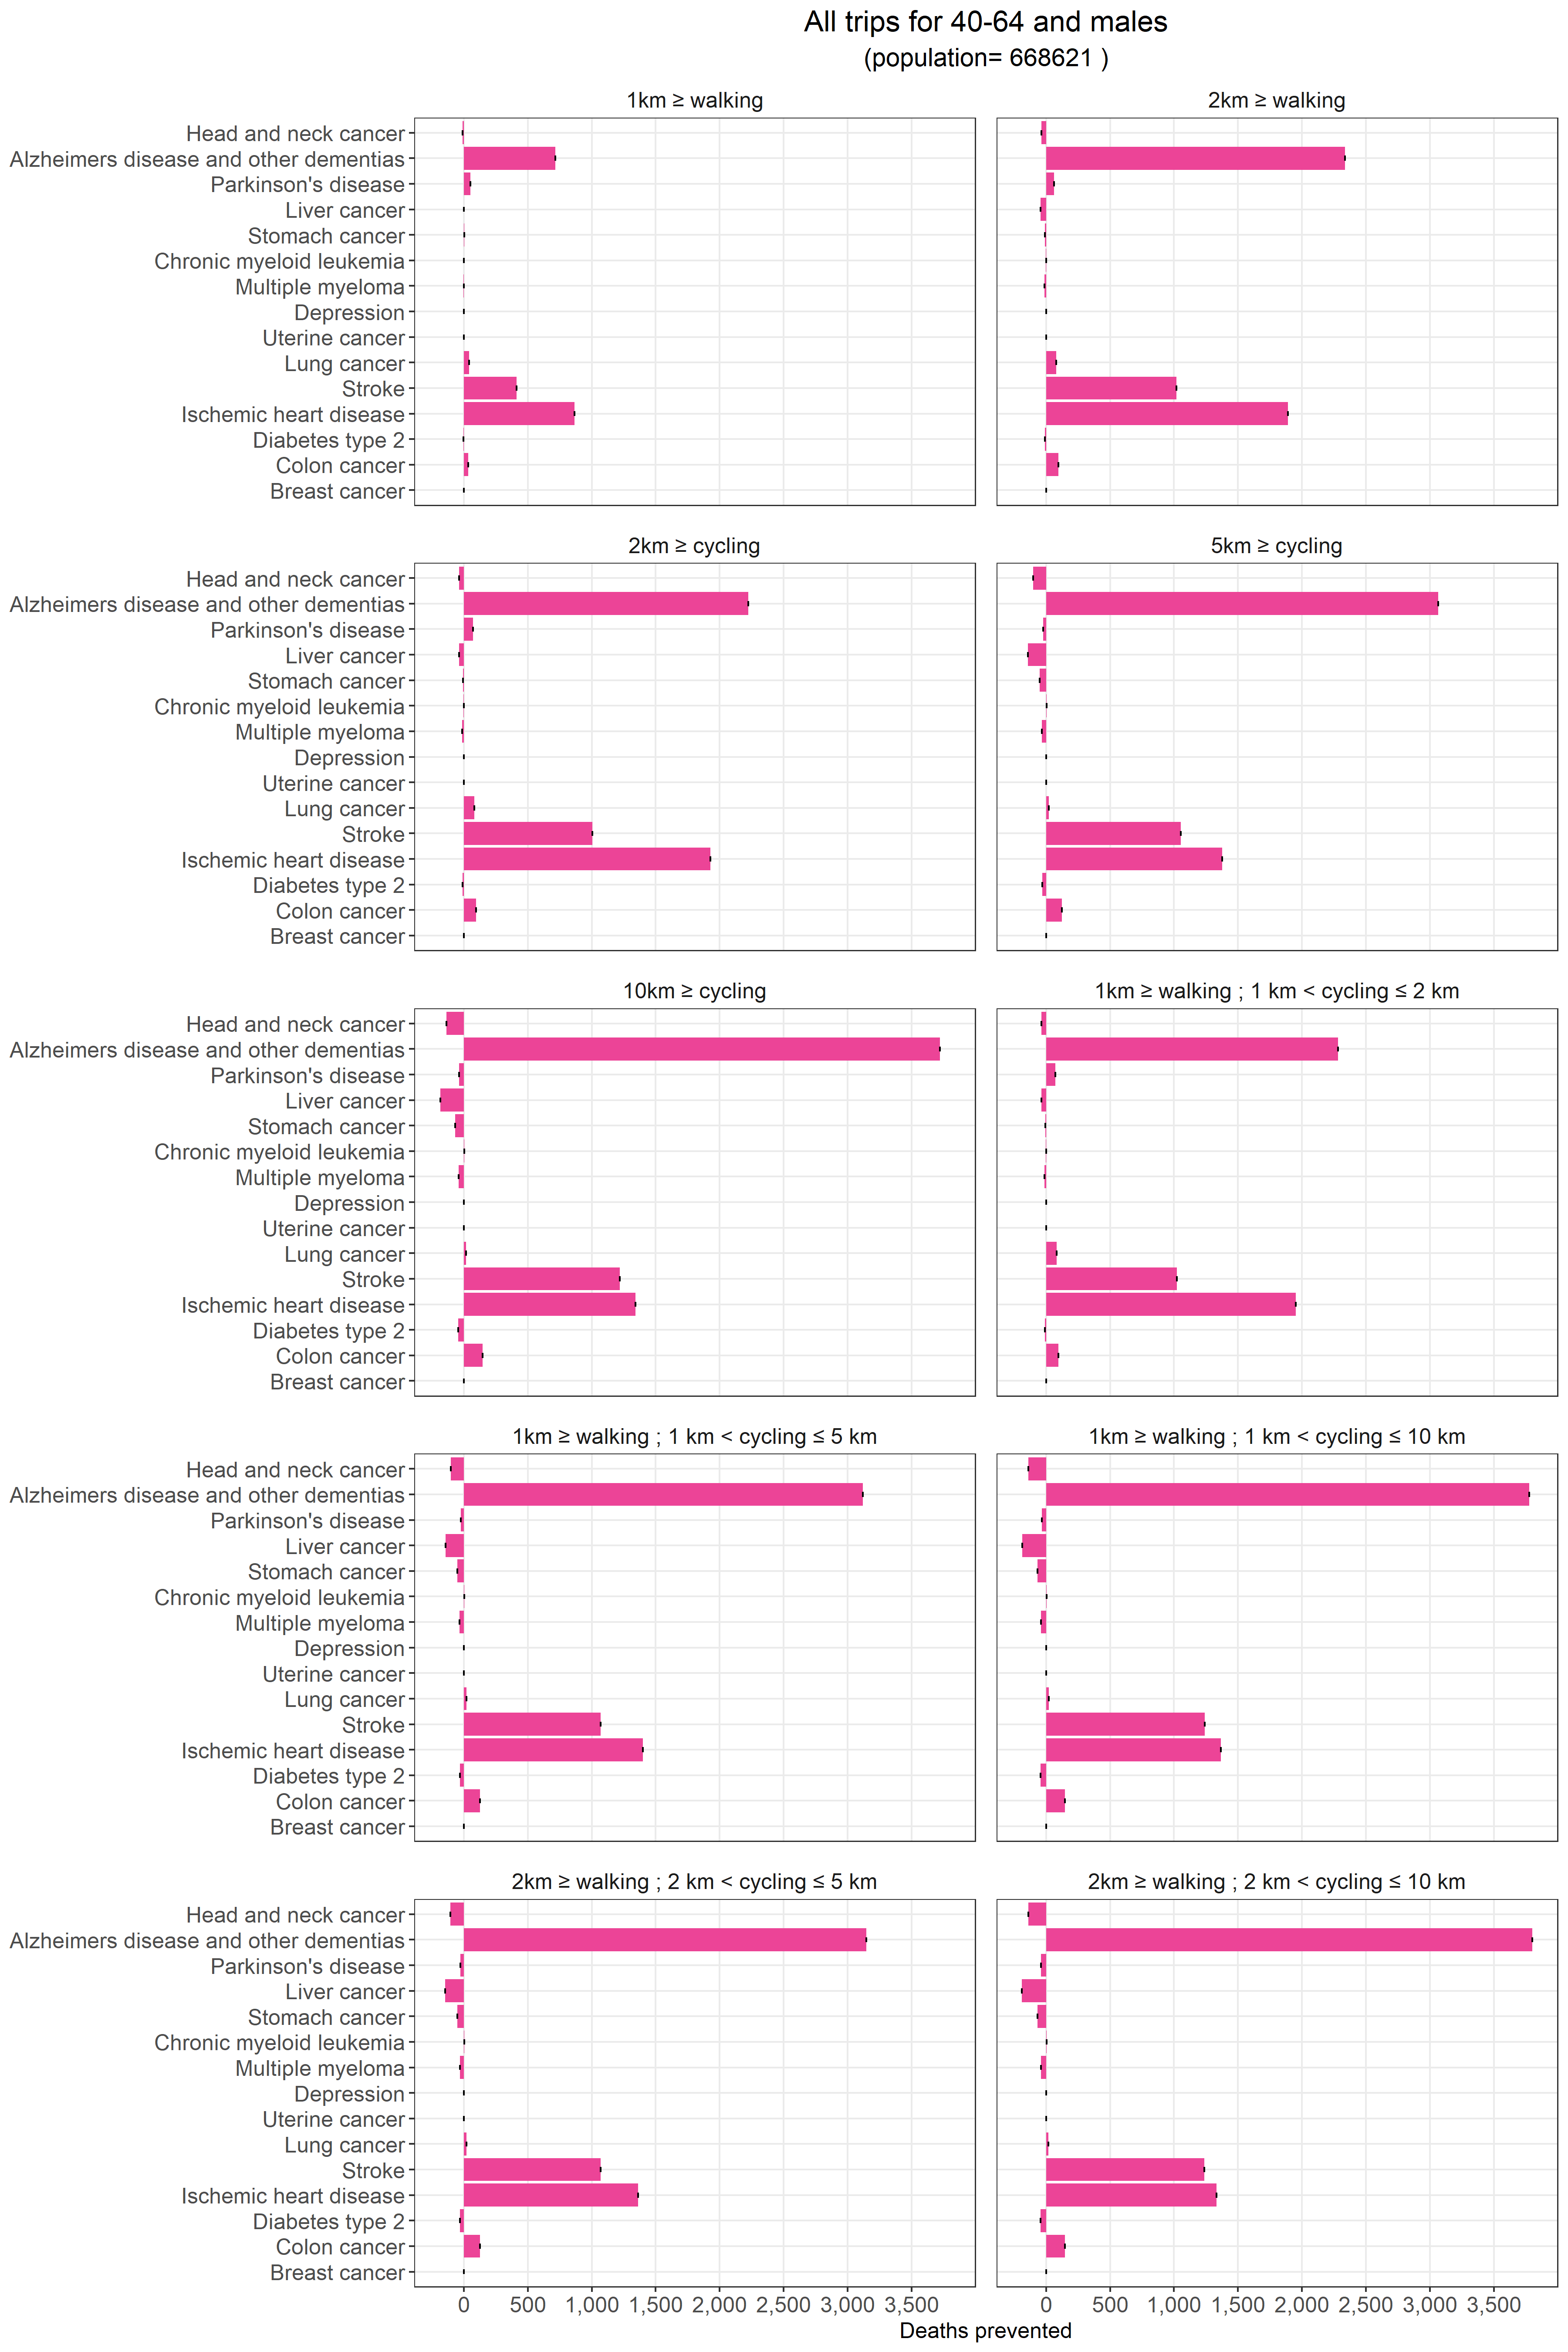 All trips for 40-64 and males
(population= 668621 )
1km ≥ walking
2km ≥ walking
Head and neck cancer
Alzheimers disease and other dementias
Parkinson's disease
Liver cancer
Stomach cancer
Chronic myeloid leukemia
Multiple myeloma
Depression
Uterine cancer
Lung cancer
Stroke
Ischemic heart disease
Diabetes type 2
Colon cancer
Breast cancer
2km ≥ cycling
5km ≥ cycling
Head and neck cancer
Alzheimers disease and other dementias
Parkinson's disease
Liver cancer
Stomach cancer
Chronic myeloid leukemia
Multiple myeloma
Depression
Uterine cancer
Lung cancer
Stroke
Ischemic heart disease
Diabetes type 2
Colon cancer
Breast cancer
10km ≥ cycling
1km ≥ walking ; 1 km < cycling ≤ 2 km
Head and neck cancer
Alzheimers disease and other dementias
Parkinson's disease
Liver cancer
Stomach cancer
Chronic myeloid leukemia
Multiple myeloma
Depression
Uterine cancer
Lung cancer
Stroke
Ischemic heart disease
Diabetes type 2
Colon cancer
Breast cancer
1km ≥ walking ; 1 km < cycling ≤ 5 km
1km ≥ walking ; 1 km < cycling ≤ 10 km
Head and neck cancer
Alzheimers disease and other dementias
Parkinson's disease
Liver cancer
Stomach cancer
Chronic myeloid leukemia
Multiple myeloma
Depression
Uterine cancer
Lung cancer
Stroke
Ischemic heart disease
Diabetes type 2
Colon cancer
Breast cancer
2km ≥ walking ; 2 km < cycling ≤ 5 km
2km ≥ walking ; 2 km < cycling ≤ 10 km
Head and neck cancer
Alzheimers disease and other dementias
Parkinson's disease
Liver cancer
Stomach cancer
Chronic myeloid leukemia
Multiple myeloma
Depression
Uterine cancer
Lung cancer
Stroke
Ischemic heart disease
Diabetes type 2
Colon cancer
Breast cancer
0 500 1,000 1,500 2,000 2,500 3,000 3,500
0 500 1,000 1,500 2,000 2,500 3,000 3,500
Deaths prevented